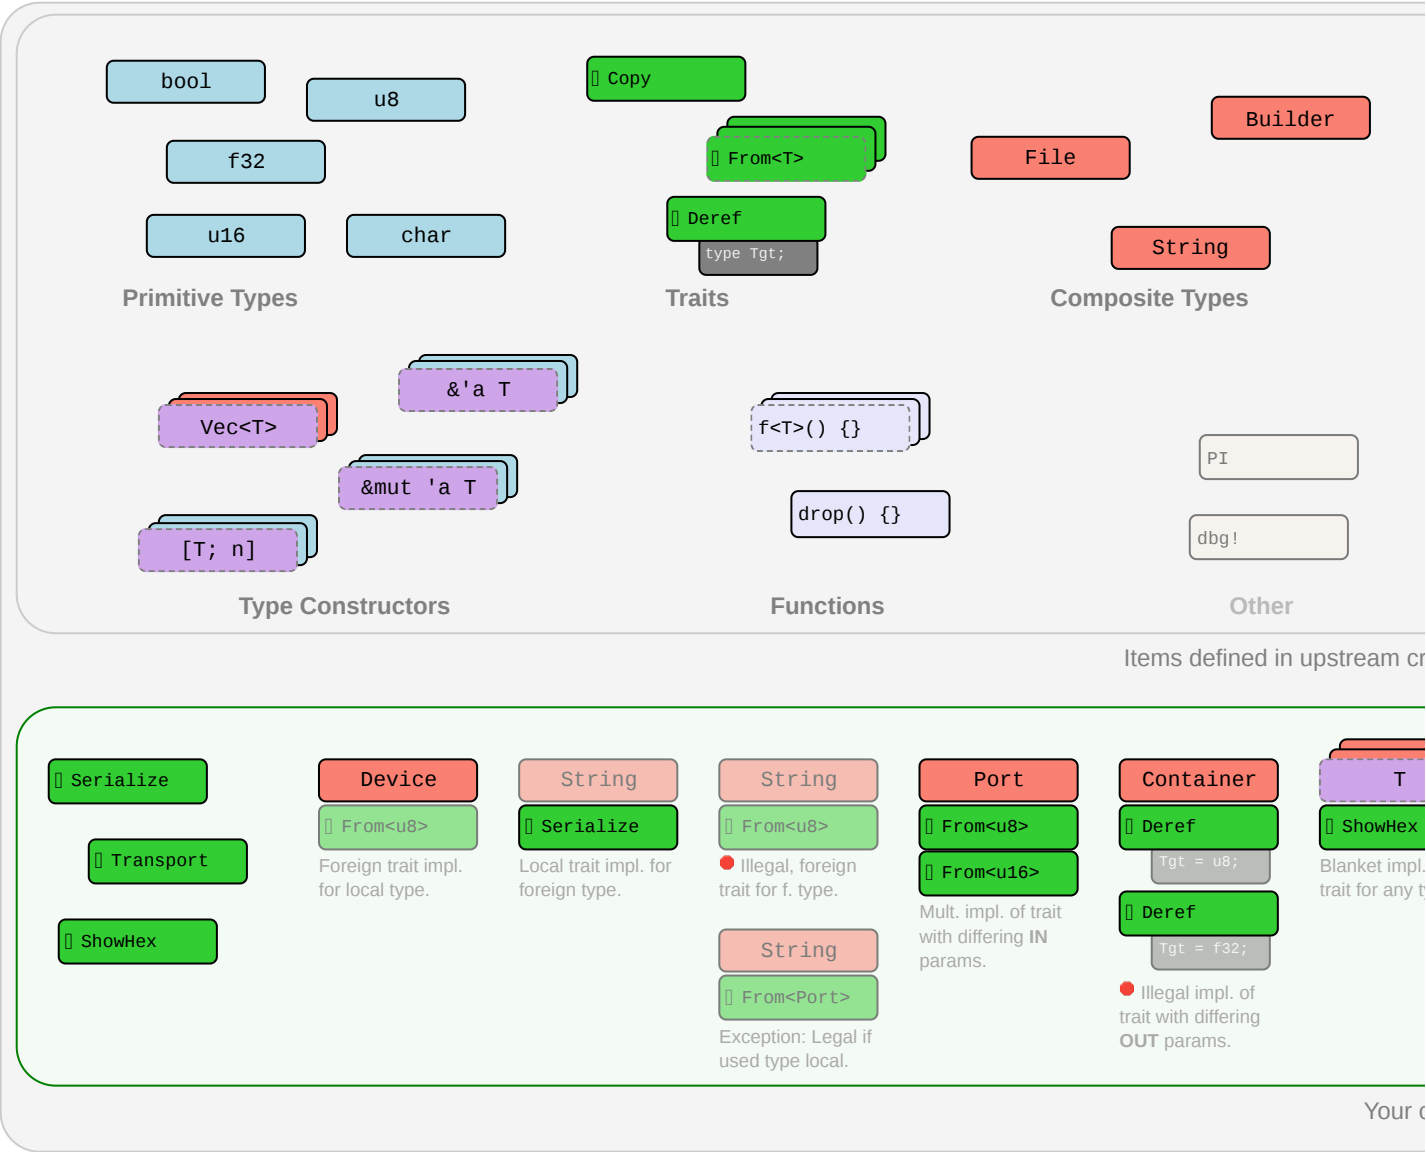 bool
u8
f32
u16
char
Primitive Types
Copy
From<T>
Deref
type Tgt;
Traits
File
Builder
String
Composite Types
Vec<T>
&'a T
&mut 'a T
[T; n]
Type Constructors
f<T>() {}
drop() {}
Functions
PI
dbg!
Other
Items defined in upstream cr
Serialize
Transport
ShowHex
Device
From<u8>
Foreign trait impl.
for local type.
String
Serialize
Local trait impl. for
foreign type.
String
From<u8>
Illegal, foreign
trait for f. type.
String
From<Port>
Exception: Legal if
used type local.
Port
From<u8>
From<u16>
Mult. impl. of trait
with differing IN
params.
Container
Deref
Tgt = u8;
Deref
Tgt = f32;
Illegal impl. of
trait with differing
OUT params.
T
ShowHex
Blanket impl.
trait for any ty
Your